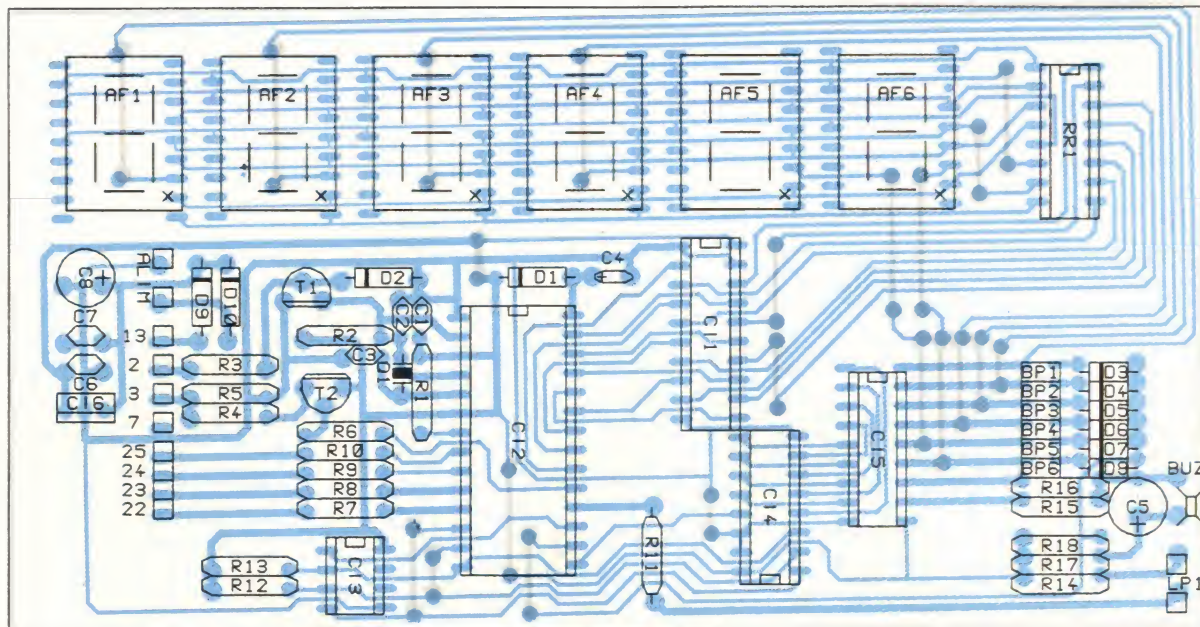 AF1 AF2 AF3 AF4 AF5 AF6
RR1
X X X X X X
C8
+
AL
IM
D9
D10
T1
D2
D1
C4
C7
C2
C1
13
R2
C3
CI1
2
R3
D1
R1
C6
3
R5
T2
CI6
R4
7
CI2
CI5
BP1 D3
BP2 D4
BP3 D5
BP4 D6
BP5 D7
BP6 D8
BUZ
25
R6
24
R10
R9
23
R8
22
R7
CI4
R16
R15
C5
+
R11
R18
R17
R14
LP1
R13
R12
CI3